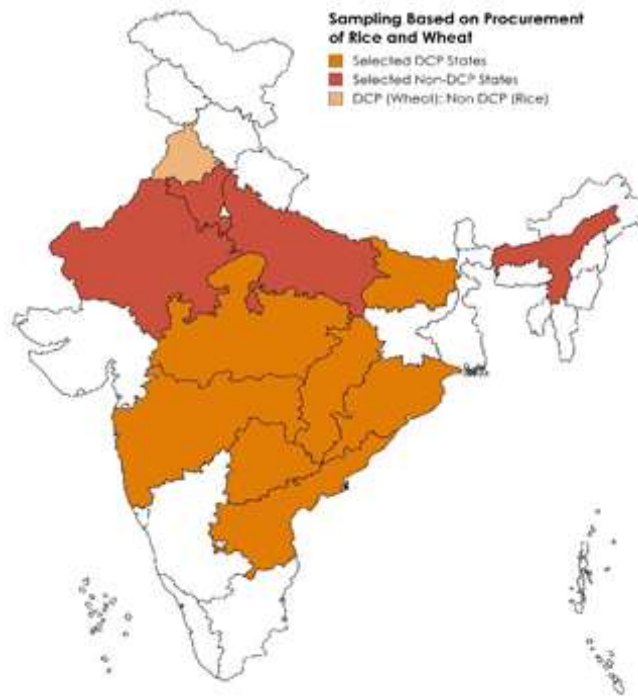 Sampling Based on Procurement
of Rice and Wheat
Selected DCP States
Selected Non-DCP States
DCP (Wheat): Non DCP (Rice)